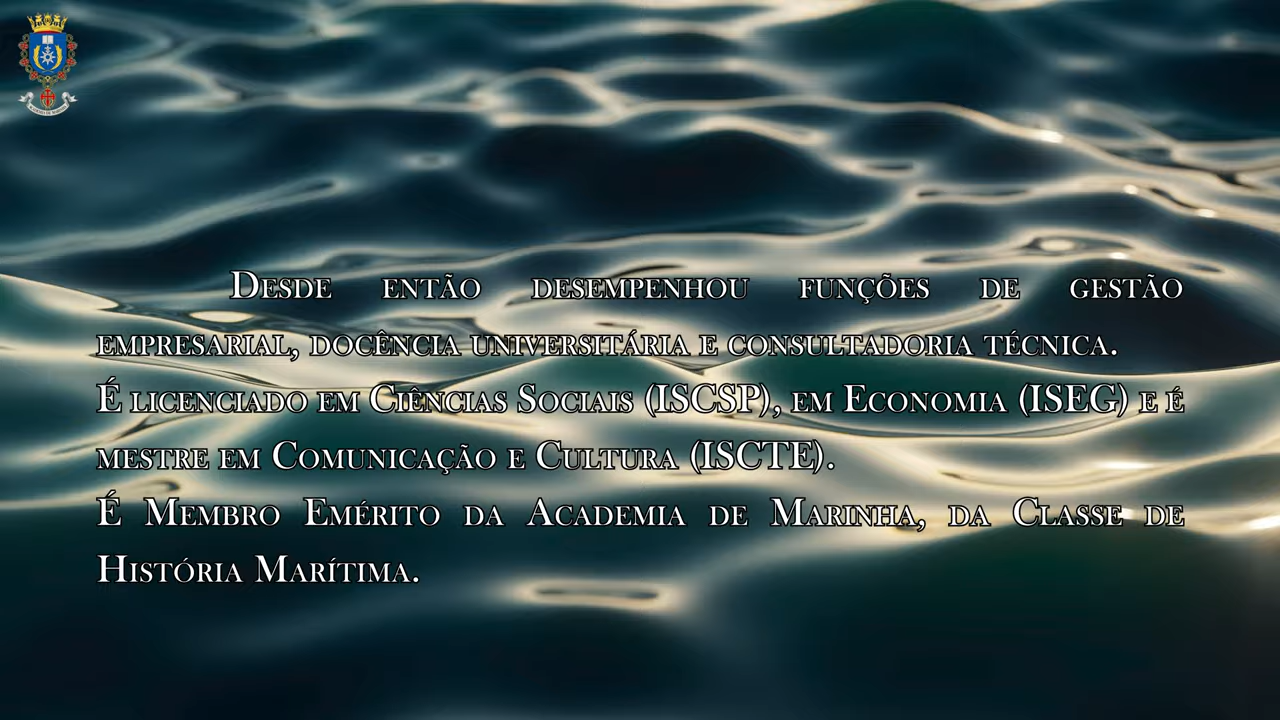 Desde então desempenhou funções de gestão
empresarial, docência universitária e consultadoria técnica.
É licenciado em Ciências Sociais (ISCSP), em Economia (ISEG) e é
mestre em Comunicação e Cultura (ISCTE).
É Membro Emérito da Academia de Marinha, da Classe de
História Marítima.